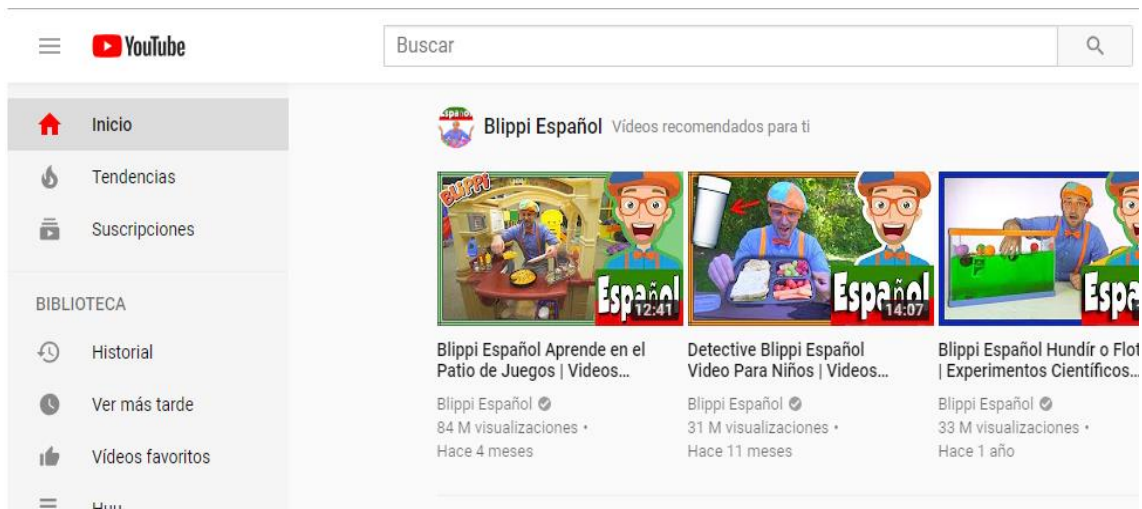 YouTube
Buscar
Inicio
Tendencias
Suscripciones
BIBLIOTECA
Historial
Ver más tarde
Vídeos favoritos
Blippi Español Vídeos recomendados para ti
BLIPPI
Español
12:41
Español
14:07
Blippi Español Aprende en el
Patio de Juegos | Videos...
Blippi Español
84 M visualizaciones •
Hace 4 meses
Detective Blippi Español
Video Para Niños | Videos...
Blippi Español
31 M visualizaciones •
Hace 11 meses
Blippi Español Hundír o Flot
| Experimentos Científicos...
Blippi Español
33 M visualizaciones •
Hace 1 año